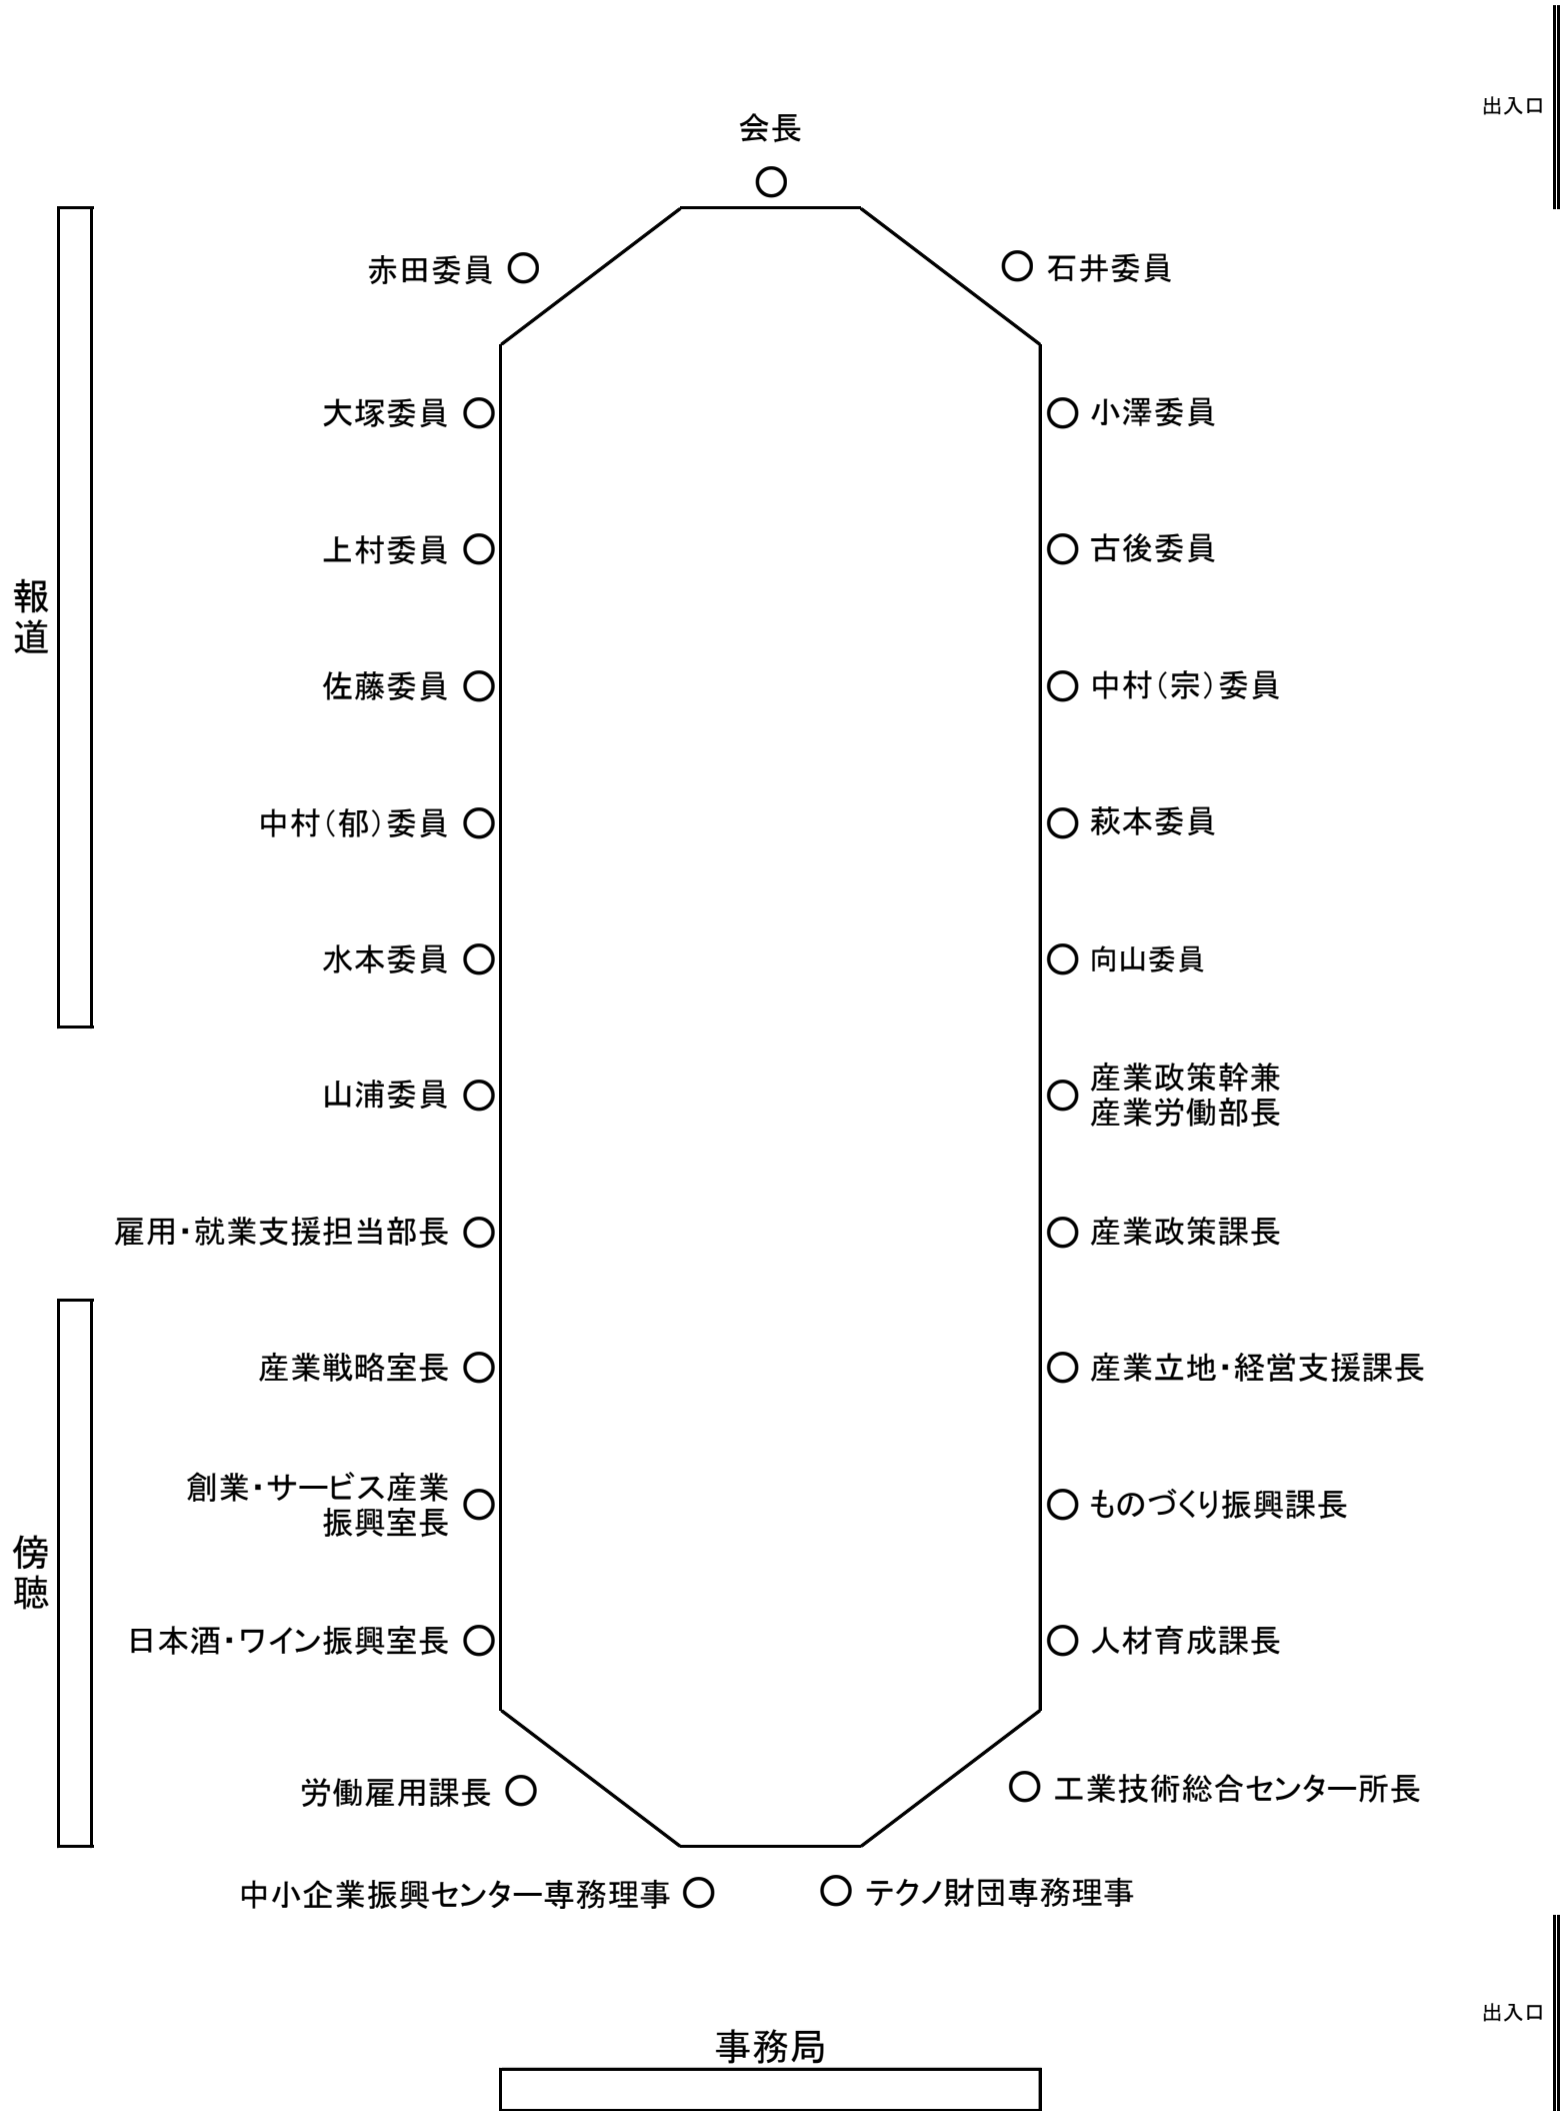 出入口
会長
赤田委員
石井委員
大塚委員
小澤委員
上村委員
古後委員
報道
佐藤委員
中村（宗）委員
中村（郁）委員
萩本委員
水本委員
向山委員
山浦委員
産業政策幹兼
産業労働部長
雇用・就業支援担当部長
産業政策課長
産業戦略室長
産業立地・経営支援課長
創業・サービス産業
振興室長
ものづくり振興課長
傍聴
日本酒・ワイン振興室長
人材育成課長
労働雇用課長
工業技術総合センター所長
中小企業振興センター専務理事
テクノ財団専務理事
出入口
事務局